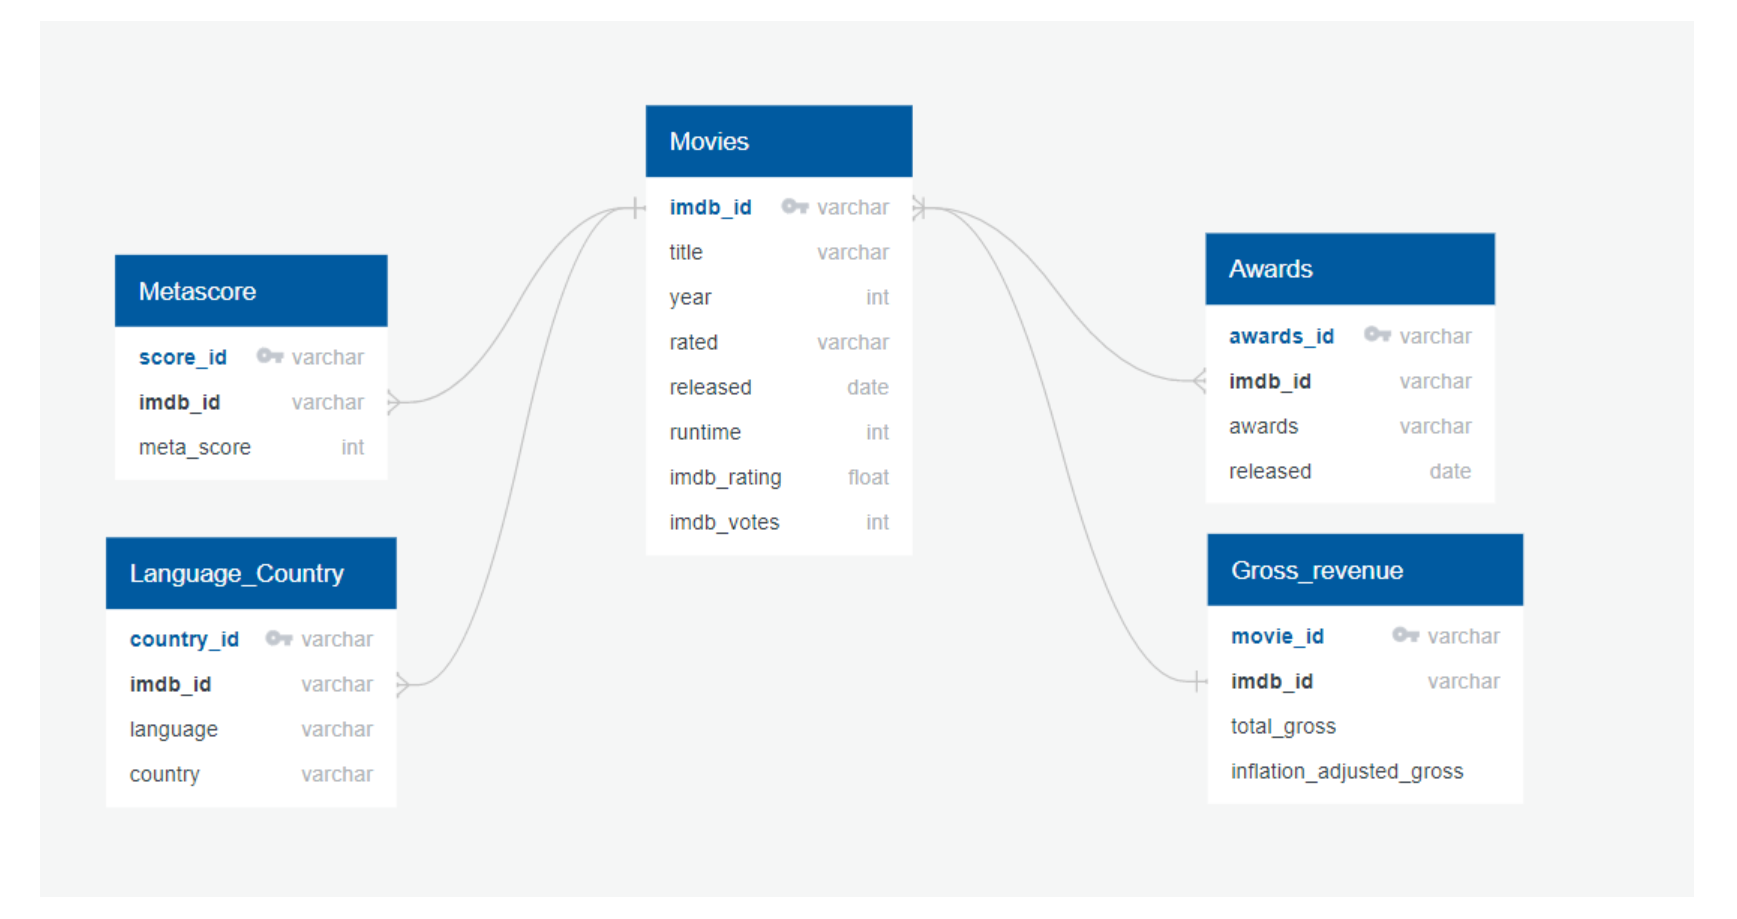 Movies
imdb_id varchar
title varchar
year int
rated varchar
released date
runtime int
imdb_rating float
imdb_votes int
Metascore
score_id varchar
imdb_id varchar
meta_score int
Language_Country
country_id varchar
imdb_id varchar
language varchar
country varchar
Awards
awards_id varchar
imdb_id varchar
awards varchar
released date
Gross_revenue
movie_id varchar
imdb_id varchar
total_gross
inflation_adjusted_gross